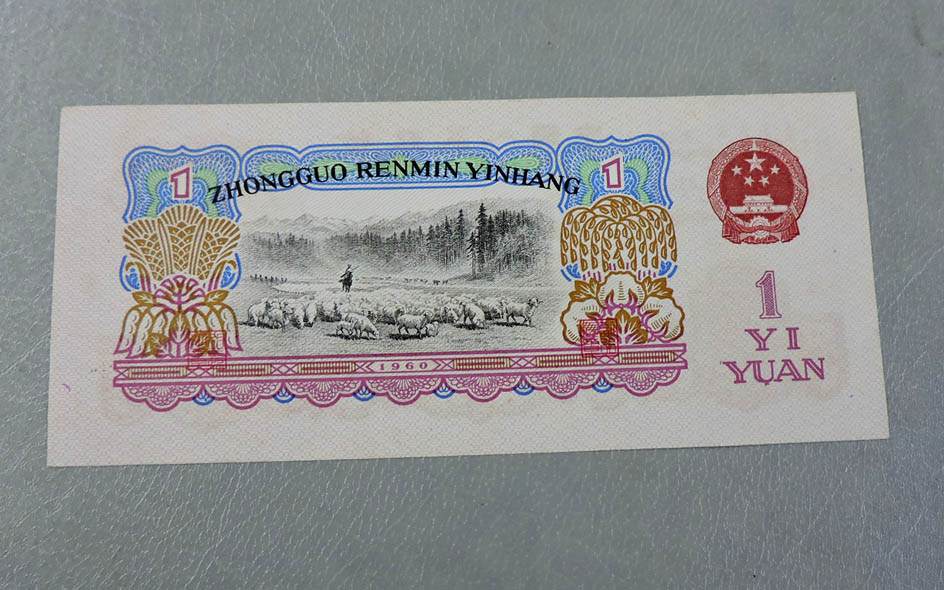 1
ZHONGGUO RENMIN YINHANG
1
1960
1
YI
YUAN